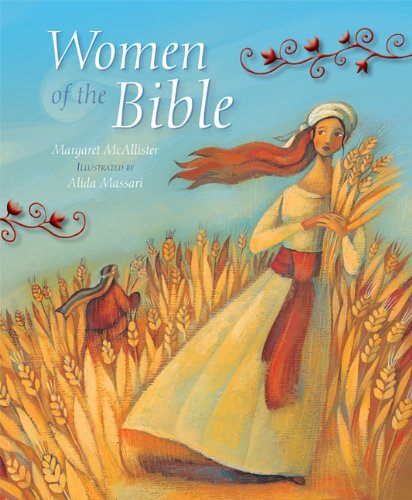 Women
of the Bible
Margaret McAllister
Illustrated by
Alida Massari